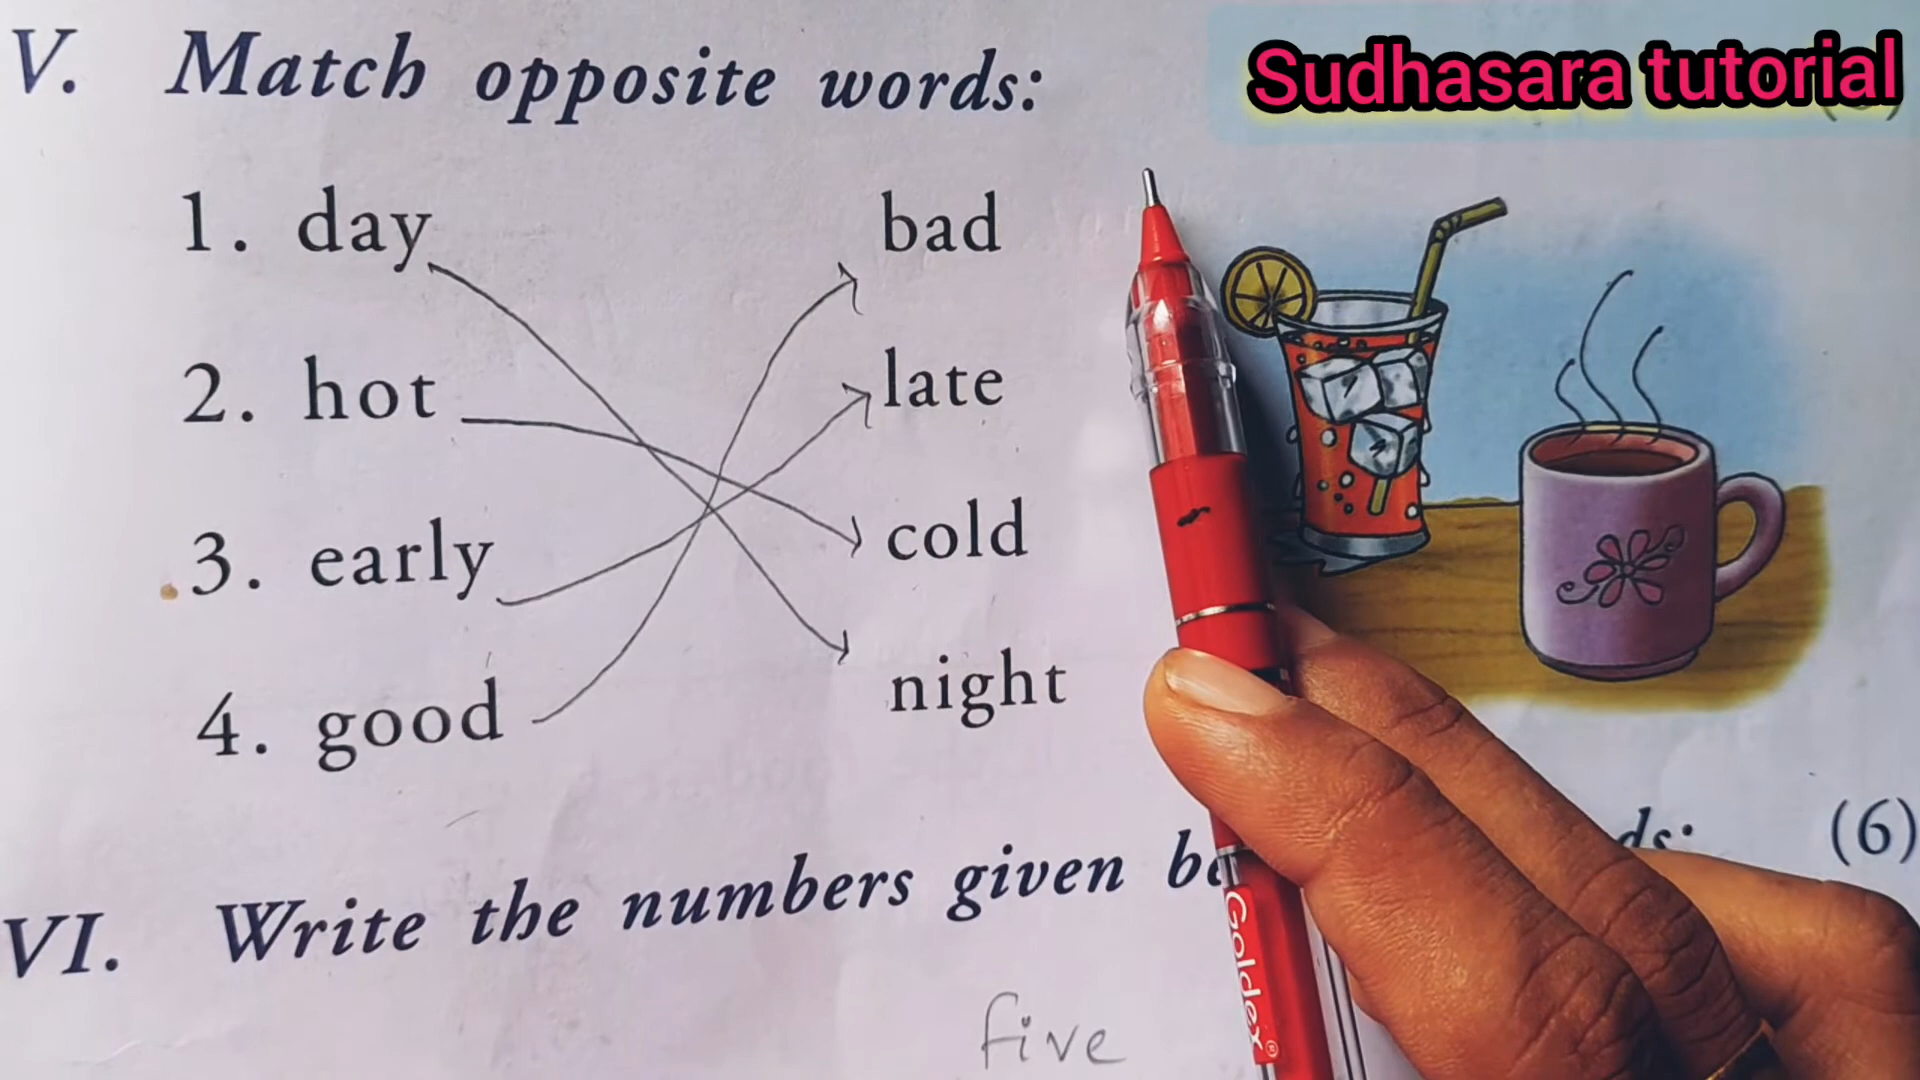 V. Match opposite words:
Sudhasara tutorial
1. day bad
2. hot late
3. early cold
4. good night
VI. Write the numbers given (6)
five
Goldex